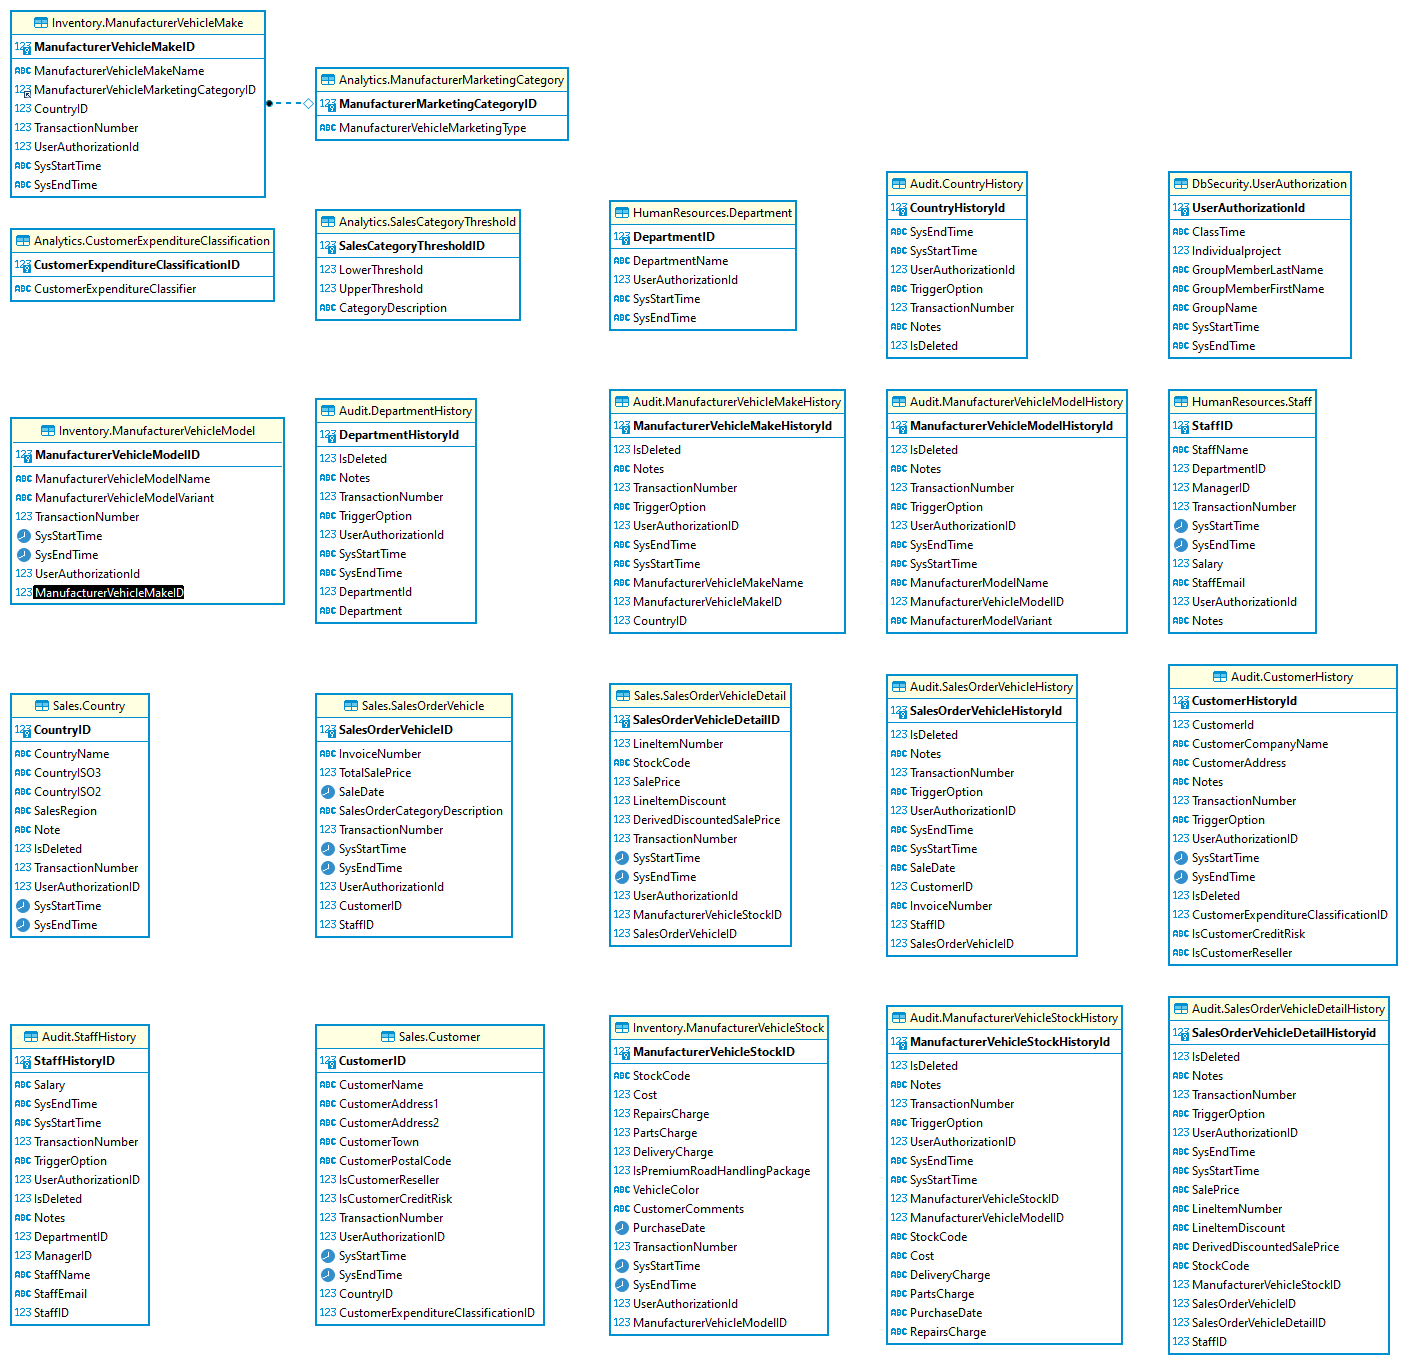 Inventory.ManufacturerVehicleMake
ManufacturerVehicleMakeID
ManufacturerVehicleMakeName
ManufacturerVehicleMarketingCategoryID
CountryID
TransactionNumber
UserAuthorizationId
SysStartTime
SysEndTime
Analytics.ManufacturerMarketingCategory
ManufacturerMarketingCategoryID
ManufacturerVehicleMarketingType
Analytics.CustomerExpenditureClassification
CustomerExpenditureClassificationID
CustomerExpenditureClassifier
Analytics.SalesCategoryThreshold
SalesCategoryThresholdID
LowerThreshold
UpperThreshold
CategoryDescription
HumanResources.Department
DepartmentID
DepartmentName
UserAuthorizationId
SysStartTime
SysEndTime
Audit.CountryHistory
CountryHistoryId
SysEndTime
SysStartTime
UserAuthorizationId
TriggerOption
TransactionNumber
Notes
IsDeleted
DbSecurity.UserAuthorization
UserAuthorizationId
ClassTime
Individualproject
GroupMemberLastName
GroupMemberFirstName
GroupName
SysStartTime
SysEndTime
Inventory.ManufacturerVehicleModel
ManufacturerVehicleModelID
ManufacturerVehicleModelName
ManufacturerVehicleModelVariant
TransactionNumber
SysStartTime
SysEndTime
UserAuthorizationId
ManufacturerVehicleMakeID
Audit.DepartmentHistory
DepartmentHistoryId
IsDeleted
Notes
TransactionNumber
TriggerOption
UserAuthorizationId
SysStartTime
SysEndTime
DepartmentId
Department
Audit.ManufacturerVehicleMakeHistory
ManufacturerVehicleMakeHistoryId
IsDeleted
Notes
TransactionNumber
TriggerOption
UserAuthorizationID
SysEndTime
SysStartTime
ManufacturerVehicleMakeName
ManufacturerVehicleMakeID
CountryID
Audit.ManufacturerVehicleModelHistory
ManufacturerVehicleModelHistoryId
IsDeleted
Notes
TransactionNumber
TriggerOption
UserAuthorizationID
SysEndTime
SysStartTime
ManufacturerModelName
ManufacturerVehicleModelID
ManufacturerModelVariant
HumanResources.Staff
StaffID
StaffName
DepartmentID
ManagerID
TransactionNumber
SysStartTime
SysEndTime
Salary
StaffEmail
UserAuthorizationId
Notes
Sales.Country
CountryID
CountryName
CountryISO3
CountryISO2
SalesRegion
Note
IsDeleted
TransactionNumber
UserAuthorizationID
SysStartTime
SysEndTime
Sales.SalesOrderVehicle
SalesOrderVehicleID
InvoiceNumber
TotalSalePrice
SaleDate
SalesOrderCategoryDescription
TransactionNumber
SysStartTime
SysEndTime
UserAuthorizationId
CustomerID
StaffID
Sales.SalesOrderVehicleDetail
SalesOrderVehicleDetailID
LineItemNumber
StockCode
SalePrice
LineItemDiscount
DerivedDiscountedSalePrice
TransactionNumber
SysStartTime
SysEndTime
UserAuthorizationId
ManufacturerVehicleStockID
SalesOrderVehicleID
Audit.SalesOrderVehicleHistory
SalesOrderVehicleHistoryId
IsDeleted
Notes
TransactionNumber
TriggerOption
UserAuthorizationID
SysEndTime
SysStartTime
SaleDate
CustomerID
InvoiceNumber
StaffID
SalesOrderVehicleID
Audit.CustomerHistory
CustomerHistoryId
CustomerId
CustomerCompanyName
CustomerAddress
Notes
TransactionNumber
TriggerOption
UserAuthorizationID
SysStartTime
SysEndTime
IsDeleted
CustomerExpenditureClassificationID
IsCustomerCreditRisk
IsCustomerReseller
Audit.StaffHistory
StaffHistoryID
Salary
SysEndTime
SysStartTime
TransactionNumber
TriggerOption
UserAuthorizationID
IsDeleted
Notes
DepartmentID
ManagerID
StaffName
StaffEmail
StaffID
Sales.Customer
CustomerID
CustomerName
CustomerAddress1
CustomerAddress2
CustomerTown
CustomerPostalCode
IsCustomerReseller
IsCustomerCreditRisk
TransactionNumber
UserAuthorizationID
SysStartTime
SysEndTime
CountryID
CustomerExpenditureClassificationID
Inventory.ManufacturerVehicleStock
ManufacturerVehicleStockID
StockCode
Cost
RepairsCharge
PartsCharge
DeliveryCharge
IsPremiumRoadHandlingPackage
VehicleColor
CustomerComments
PurchaseDate
TransactionNumber
SysStartTime
SysEndTime
UserAuthorizationId
ManufacturerVehicleModelID
Audit.ManufacturerVehicleStockHistory
ManufacturerVehicleStockHistoryId
IsDeleted
Notes
TransactionNumber
TriggerOption
UserAuthorizationID
SysEndTime
SysStartTime
ManufacturerVehicleStockID
ManufacturerVehicleModelID
StockCode
Cost
DeliveryCharge
PartsCharge
PurchaseDate
RepairsCharge
Audit.SalesOrderVehicleDetailHistory
SalesOrderVehicleDetailHistoryid
IsDeleted
Notes
TransactionNumber
TriggerOption
UserAuthorizationID
SysEndTime
SysStartTime
SalePrice
LineItemNumber
LineItemDiscount
DerivedDiscountedSalePrice
StockCode
ManufacturerVehicleStockID
SalesOrderVehicleID
SalesOrderVehicleDetailID
StaffID